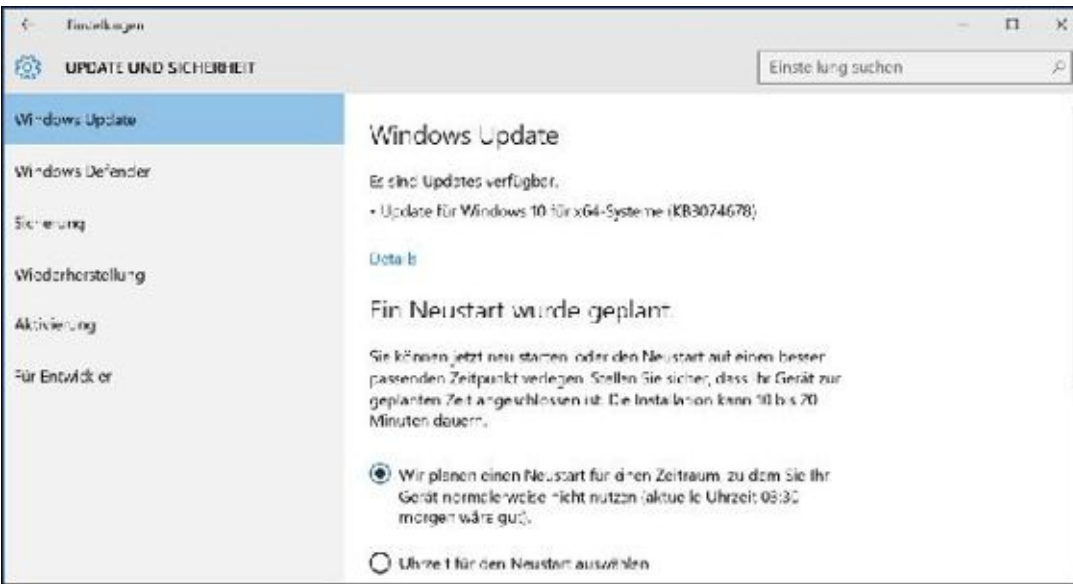 Einstellungen
UPDATE UND SICHERHEIT
Einstellung suchen
Windows Update
Windows Defender
Sicherung
Wiederherstellung
Aktivierung
Für Entwickler
Windows Update
Es sind Updates verfügbar.
• Update für Windows 10 für x64-Systeme (KB3074678)
Details
Ein Neustart wurde geplant.
Sie können jetzt neu starten, oder den Neustart auf einen besser
passenden Zeitpunkt verlegen. Stellen Sie sicher, dass Ihr Gerät zur
geplanten Zeit angeschlossen ist. Die Installation kann 10 bis 20
Minuten dauern.
Wir planen einen Neustart für einen Zeitraum, zu dem Sie Ihr
Gerät normalerweise nicht nutzen (aktuelle Uhrzeit 03:30
morgen wäre gut).
Uhrzeit für den Neustart auswählen